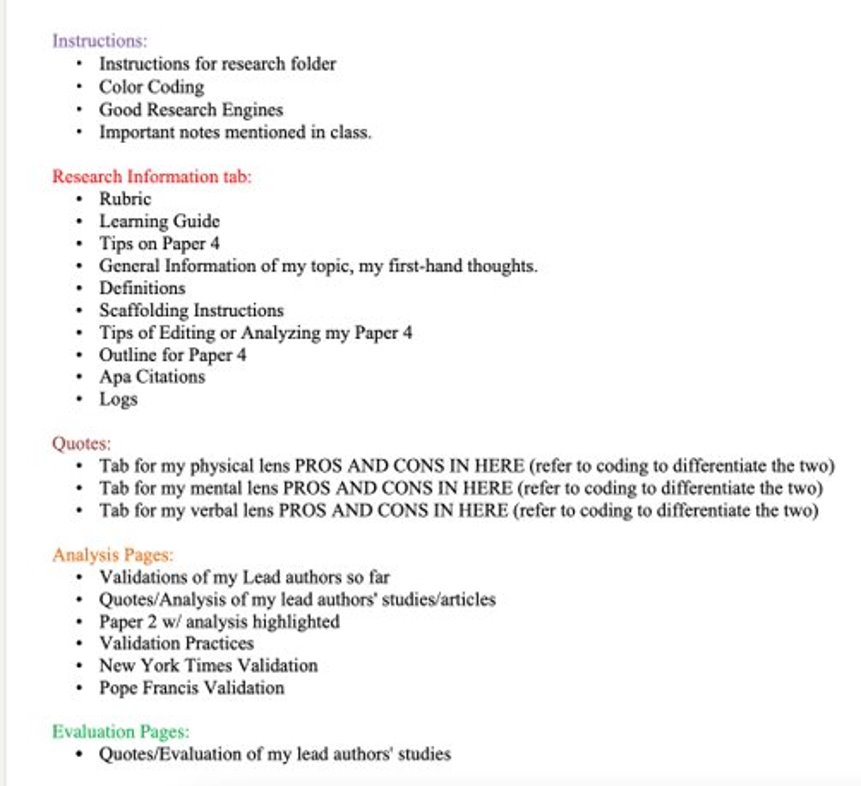 Instructions:
• Instructions for research folder
• Color Coding
• Good Research Engines
• Important notes mentioned in class.
Research Information tab:
• Rubric
• Learning Guide
• Tips on Paper 4
• General Information of my topic, my first-hand thoughts.
• Definitions
• Scaffolding Instructions
• Tips of Editing or Analyzing my Paper 4
• Outline for Paper 4
• Apa Citations
• Logs
Quotes:
• Tab for my physical lens PROS AND CONS IN HERE (refer to coding to differentiate the two)
• Tab for my mental lens PROS AND CONS IN HERE (refer to coding to differentiate the two)
• Tab for my verbal lens PROS AND CONS IN HERE (refer to coding to differentiate the two)
Analysis Pages:
• Validations of my Lead authors so far
• Quotes/Analysis of my lead authors' studies/articles
• Paper 2 w/ analysis highlighted
• Validation Practices
• New York Times Validation
• Pope Francis Validation
Evaluation Pages:
• Quotes/Evaluation of my lead authors' studies